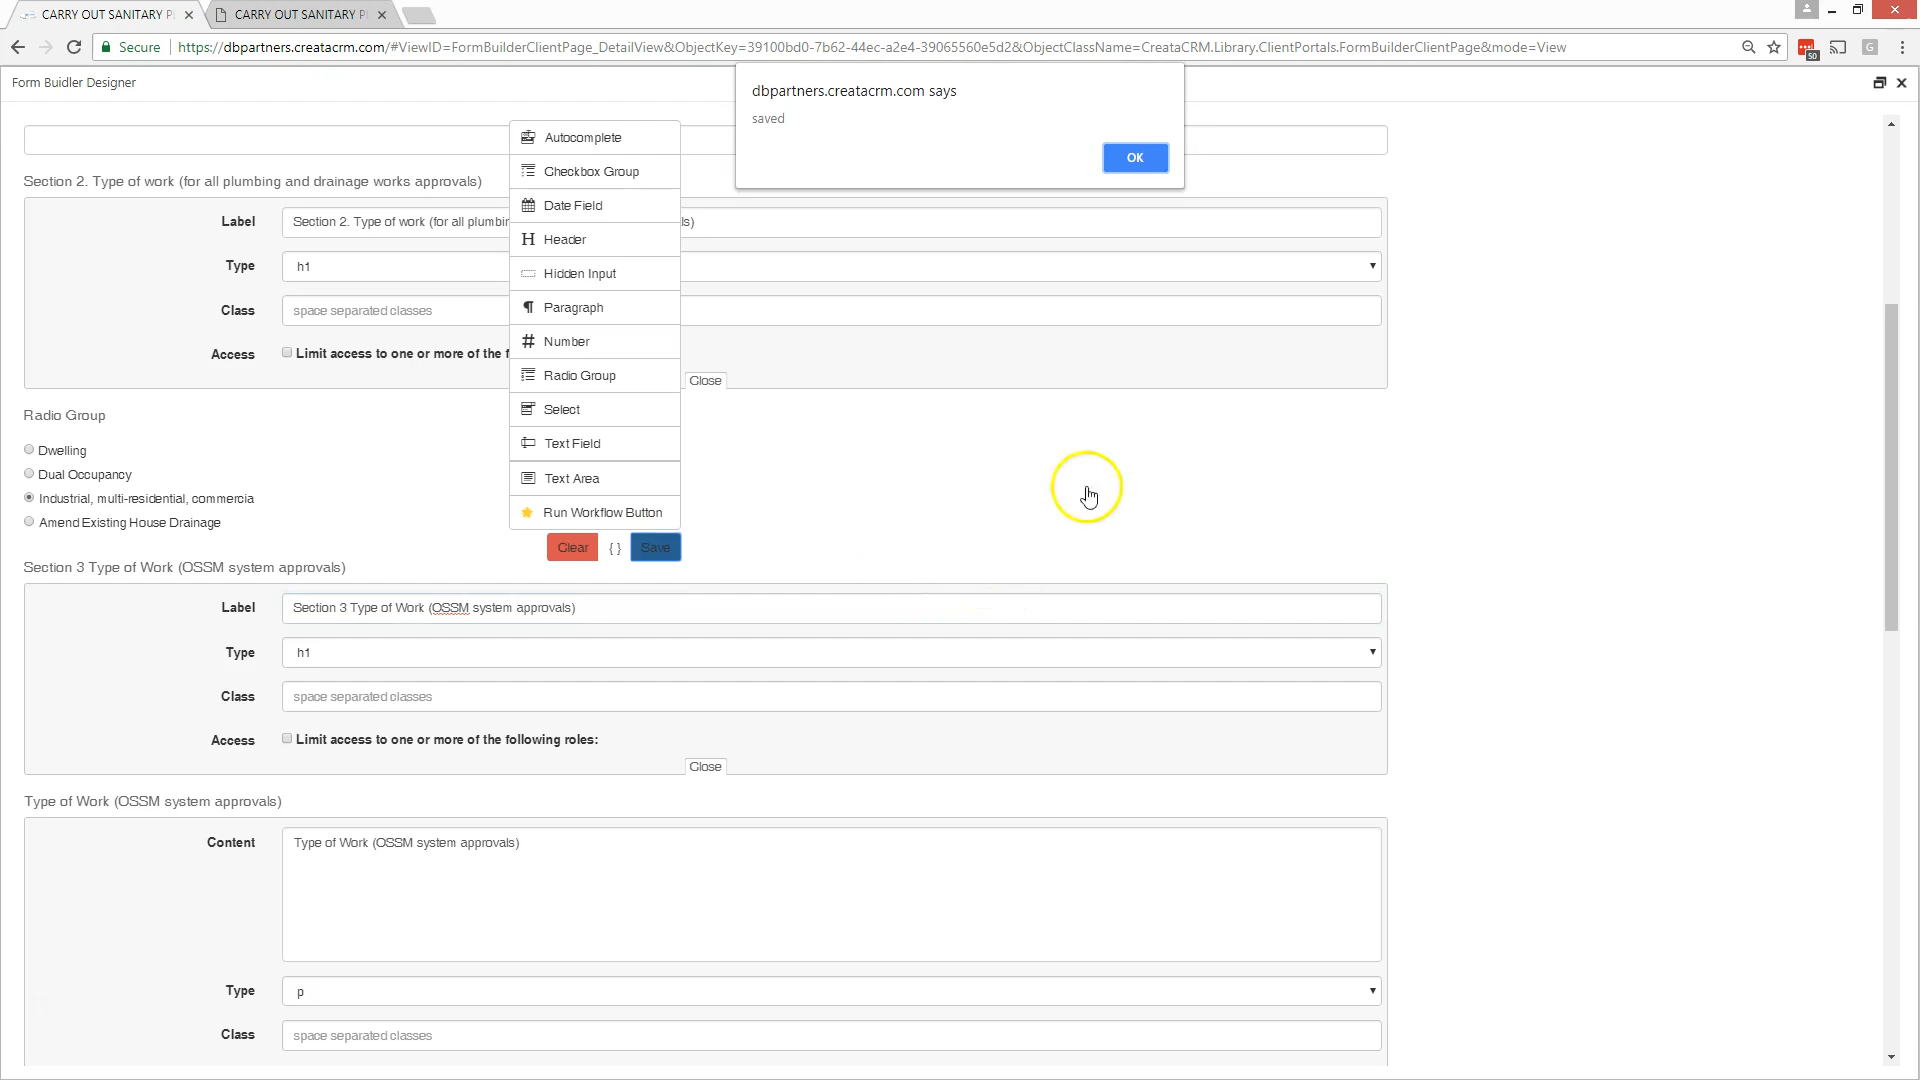 CARRY OUT SANITARY P
CARRY OUT SANITARY P
Secure
https://dbpartners.creatacrm.com/#ViewID=FormBuilderClientPage_DetailView&ObjectKey=39100bd0-7b62-44ec-a2e4-39065560e5d2&ObjectClassName=CreataCRM.Library.ClientPortals.FormBuilderClientPage&mode=View
50
G
Form Buidler Designer
dbpartners.creatacrm.com says
saved
OK
Autocomplete
Checkbox Group
Date Field
Header
Hidden Input
Paragraph
Number
Radio Group
Select
Text Field
Text Area
Run Workflow Button
Clear
{ }
Save
Section 2. Type of work (for all plumbing and drainage works approvals)
Label
Section 2. Type of work (for all plumbin
ls)
Type
h1
Class
space separated classes
Access
Limit access to one or more of the f
Close
Radio Group
Dwelling
Dual Occupancy
Industrial, multi-residential, commercia
Amend Existing House Drainage
Section 3 Type of Work (OSSM system approvals)
Label
Section 3 Type of Work (OSSM system approvals)
Type
h1
Class
space separated classes
Access
Limit access to one or more of the following roles:
Close
Type of Work (OSSM system approvals)
Content
Type of Work (OSSM system approvals)
Type
p
Class
space separated classes